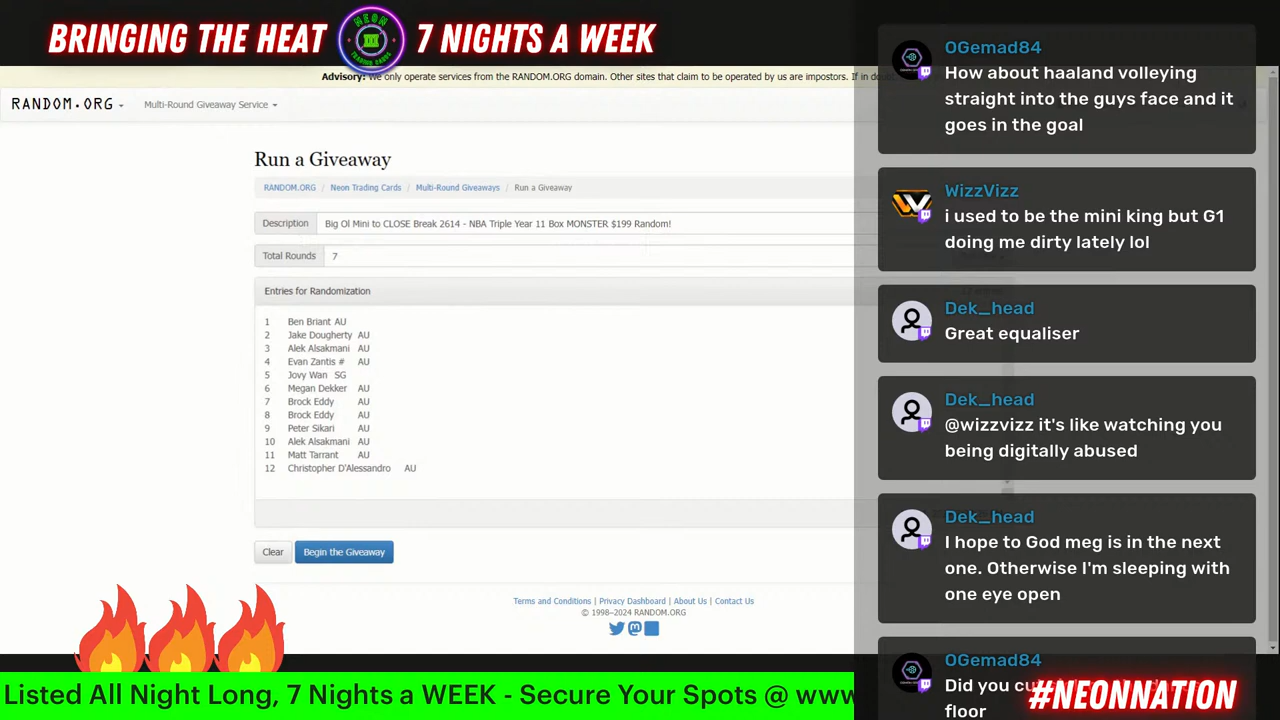 BRINGING THE HEAT
NEON
TRADING CARDS
7 NIGHTS A WEEK
Advisory: We only operate services from the RANDOM.ORG domain. Other sites that claim to be operated by us are impostors. If in
RANDOM.ORG
Multi-Round Giveaway Service
Run a Giveaway
RANDOM.ORG / Neon Trading Cards / Multi-Round Giveaways / Run a Giveaway
Description Big Ol Mini to CLOSE Break 2614 - NBA Triple Year 11 Box MONSTER $199 Random!
Total Rounds 7
Entries for Randomization
1 Ben Briant AU
2 Jake Dougherty AU
3 Alek Alsakmani AU
4 Evan Zantis # AU
5 Jovy Wan SG
6 Megan Dekker AU
7 Brock Eddy AU
8 Brock Eddy AU
9 Peter Sikari AU
10 Alek Alsakmani AU
11 Matt Tarrant AU
12 Christopher D'Alessandro AU
Clear Begin the Giveaway
Terms and Conditions | Privacy Dashboard | About Us | Contact Us
© 1998–2024 RANDOM.ORG
OGemad84
How about haaland volleying
straight into the guys face and it
goes in the goal
WizzVizz
i used to be the mini king but G1
doing me dirty lately lol
Dek_head
Great equaliser
Dek_head
@wizzvizz it's like watching you
being digitally abused
Dek_head
I hope to God meg is in the next
one. Otherwise I'm sleeping with
one eye open
OGemad84
Did you
floor
#NEONNATION
Listed All Night Long, 7 Nights a WEEK - Secure Your Spots @ www